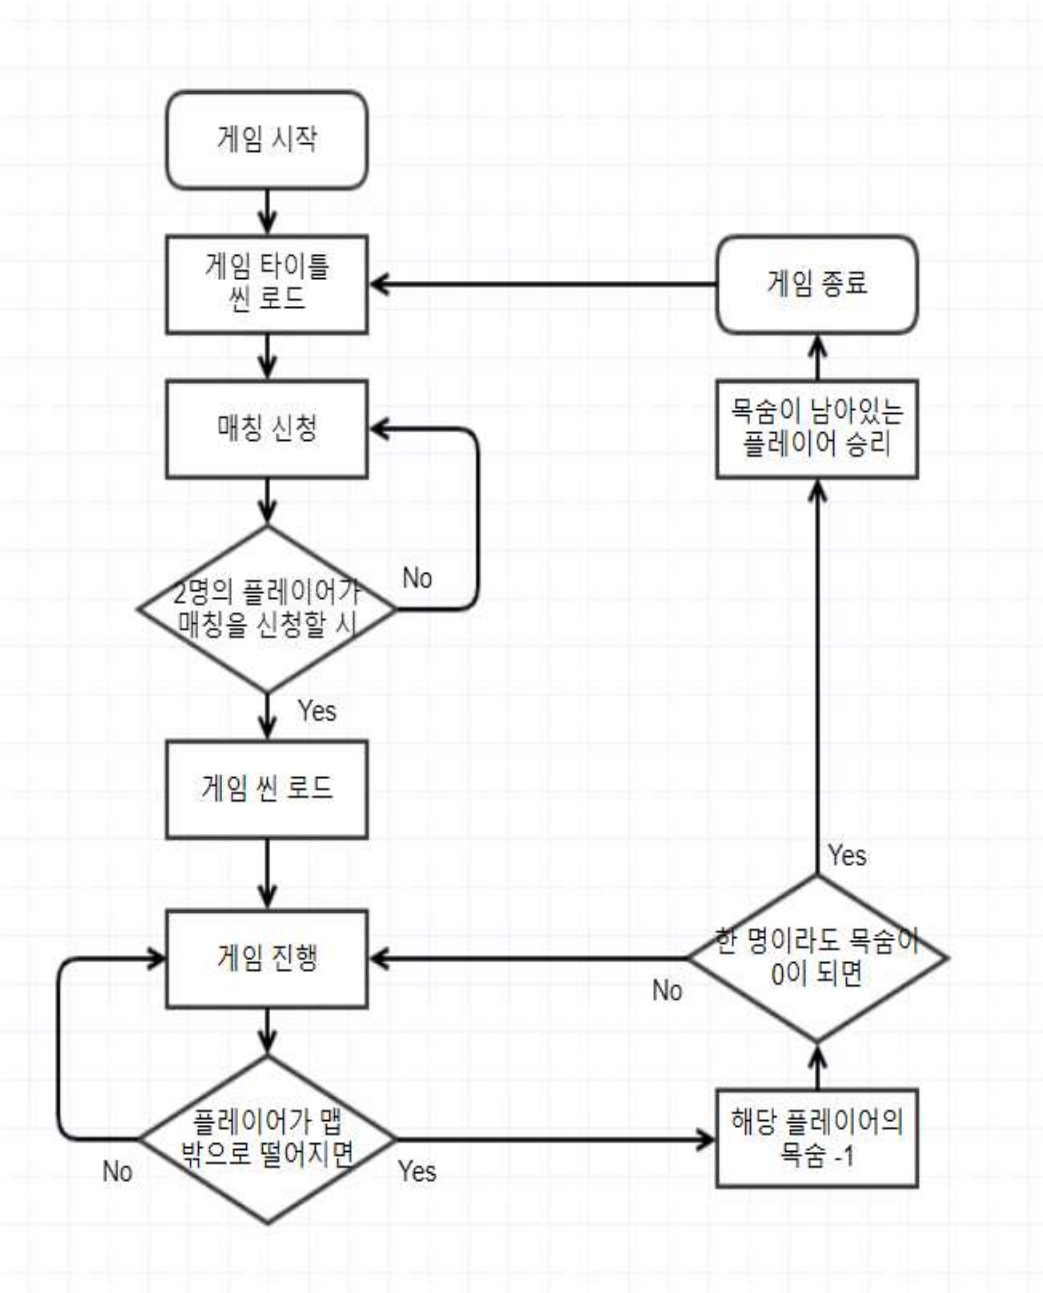 게임 시작
게임 타이틀
씬 로드
게임 종료
매칭 신청
목숨이 남아있는
플레이어 승리
2명의 플레이어가
매칭을 신청할 시
No
Yes
게임 씬 로드
Yes
게임 진행
한 명이라도 목숨이
0이 되면
No
플레이어가 맵
밖으로 떨어지면
No
Yes
해당 플레이어의
목숨 -1